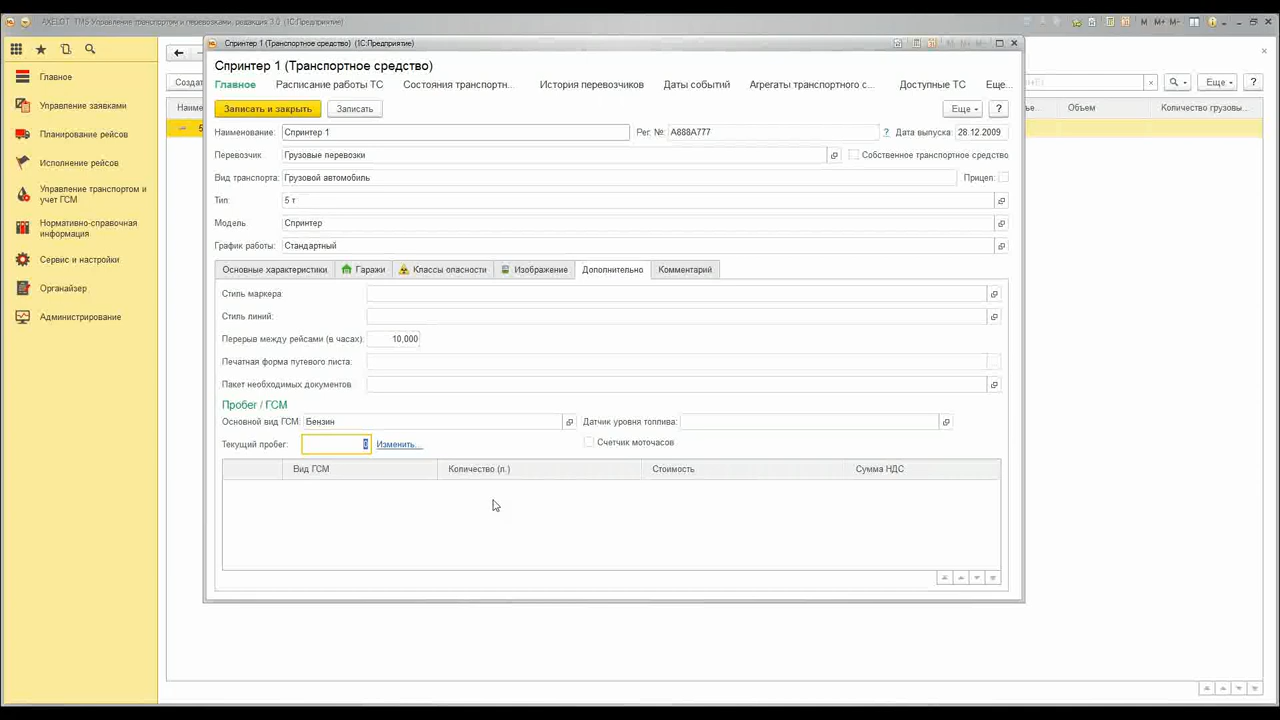 AXELOT TMS Управление транспортом и перевозками, редакция 3.0 (1С:Предприятие)
M M+ M-
Главное
Управление заявками
Планирование рейсов
Исполнение рейсов
Управление транспортом и
учет ГСМ
Нормативно-справочная
информация
Сервис и настройки
Органайзер
Администрирование
Создат
Наиме
5
Спринтер 1 (Транспортное средство) (1С:Предприятие)
Спринтер 1 (Транспортное средство)
Главное Расписание работы ТС Состояния транспортн... История перевозчиков Даты событий Агрегаты транспортного с... Доступные ТС Еще...
Записать и закрыть Записать Еще ?
Наименование: Спринтер 1 Рег. №: А888А777 ? Дата выпуска: 28.12.2009
Перевозчик Грузовые перевозки Собственное транспортное средство
Вид транспорта: Грузовой автомобиль Прицеп:
Тип: 5 т
Модель: Спринтер
График работы: Стандартный
Основные характеристики Гаражи Классы опасности Изображение Дополнительно Комментарий
Стиль маркера:
Стиль линий:
Перерыв между рейсами (в часах): 10,000
Печатная форма путевого листа:
Пакет необходимых документов
Пробег / ГСМ
Основной вид ГСМ: Бензин Датчик уровня топлива:
Текущий пробег: 0 Изменить... Счетчик моточасов
Вид ГСМ Количество (л.) Стоимость Сумма НДС
Еще ?
Объем Количество грузовы...